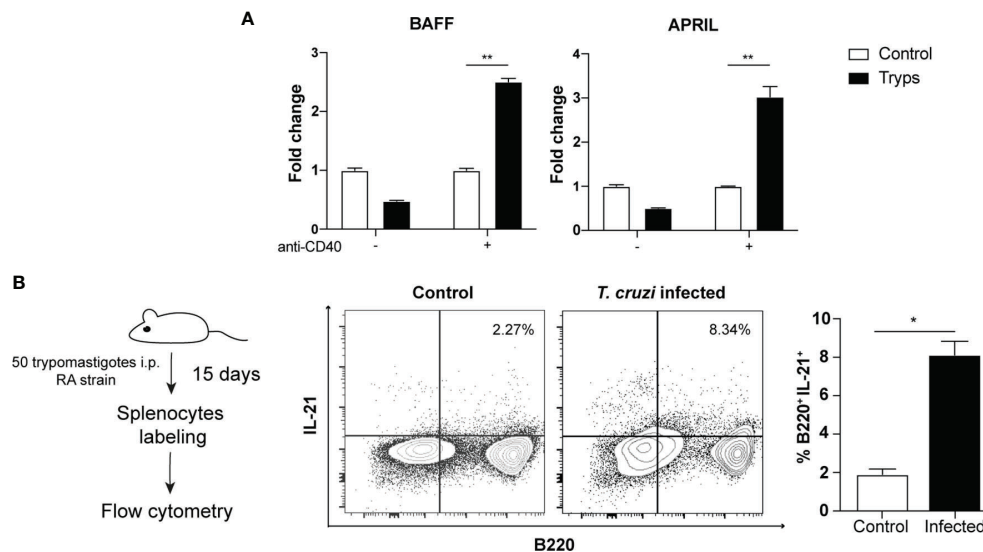 A
BAFF
APRIL
Control
Tryps
Fold change
3
2
1
0
**
anti-CD40
-
+
Fold change
4
3
2
1
0
**
-
+
B
50 trypomastigotes i.p.
RA strain
15 days
Splenocytes
labeling
Flow cytometry
Control
T. cruzi infected
2.27%
8.34%
IL-21
B220
% B220+ IL-21+
10
8
6
4
2
0
*
Control
Infected